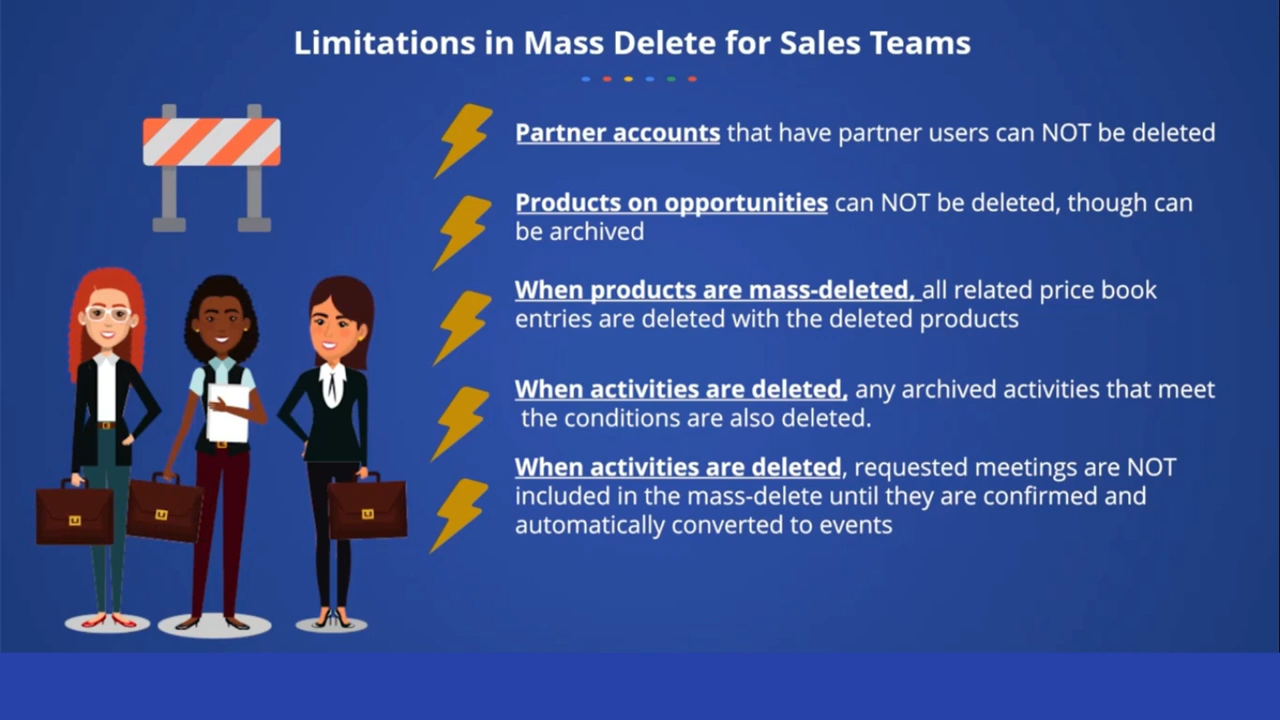 Limitations in Mass Delete for Sales Teams
Partner accounts that have partner users can NOT be deleted
Products on opportunities can NOT be deleted, though can
be archived
When products are mass-deleted, all related price book
entries are deleted with the deleted products
When activities are deleted, any archived activities that meet
the conditions are also deleted.
When activities are deleted, requested meetings are NOT
included in the mass-delete until they are confirmed and
automatically converted to events